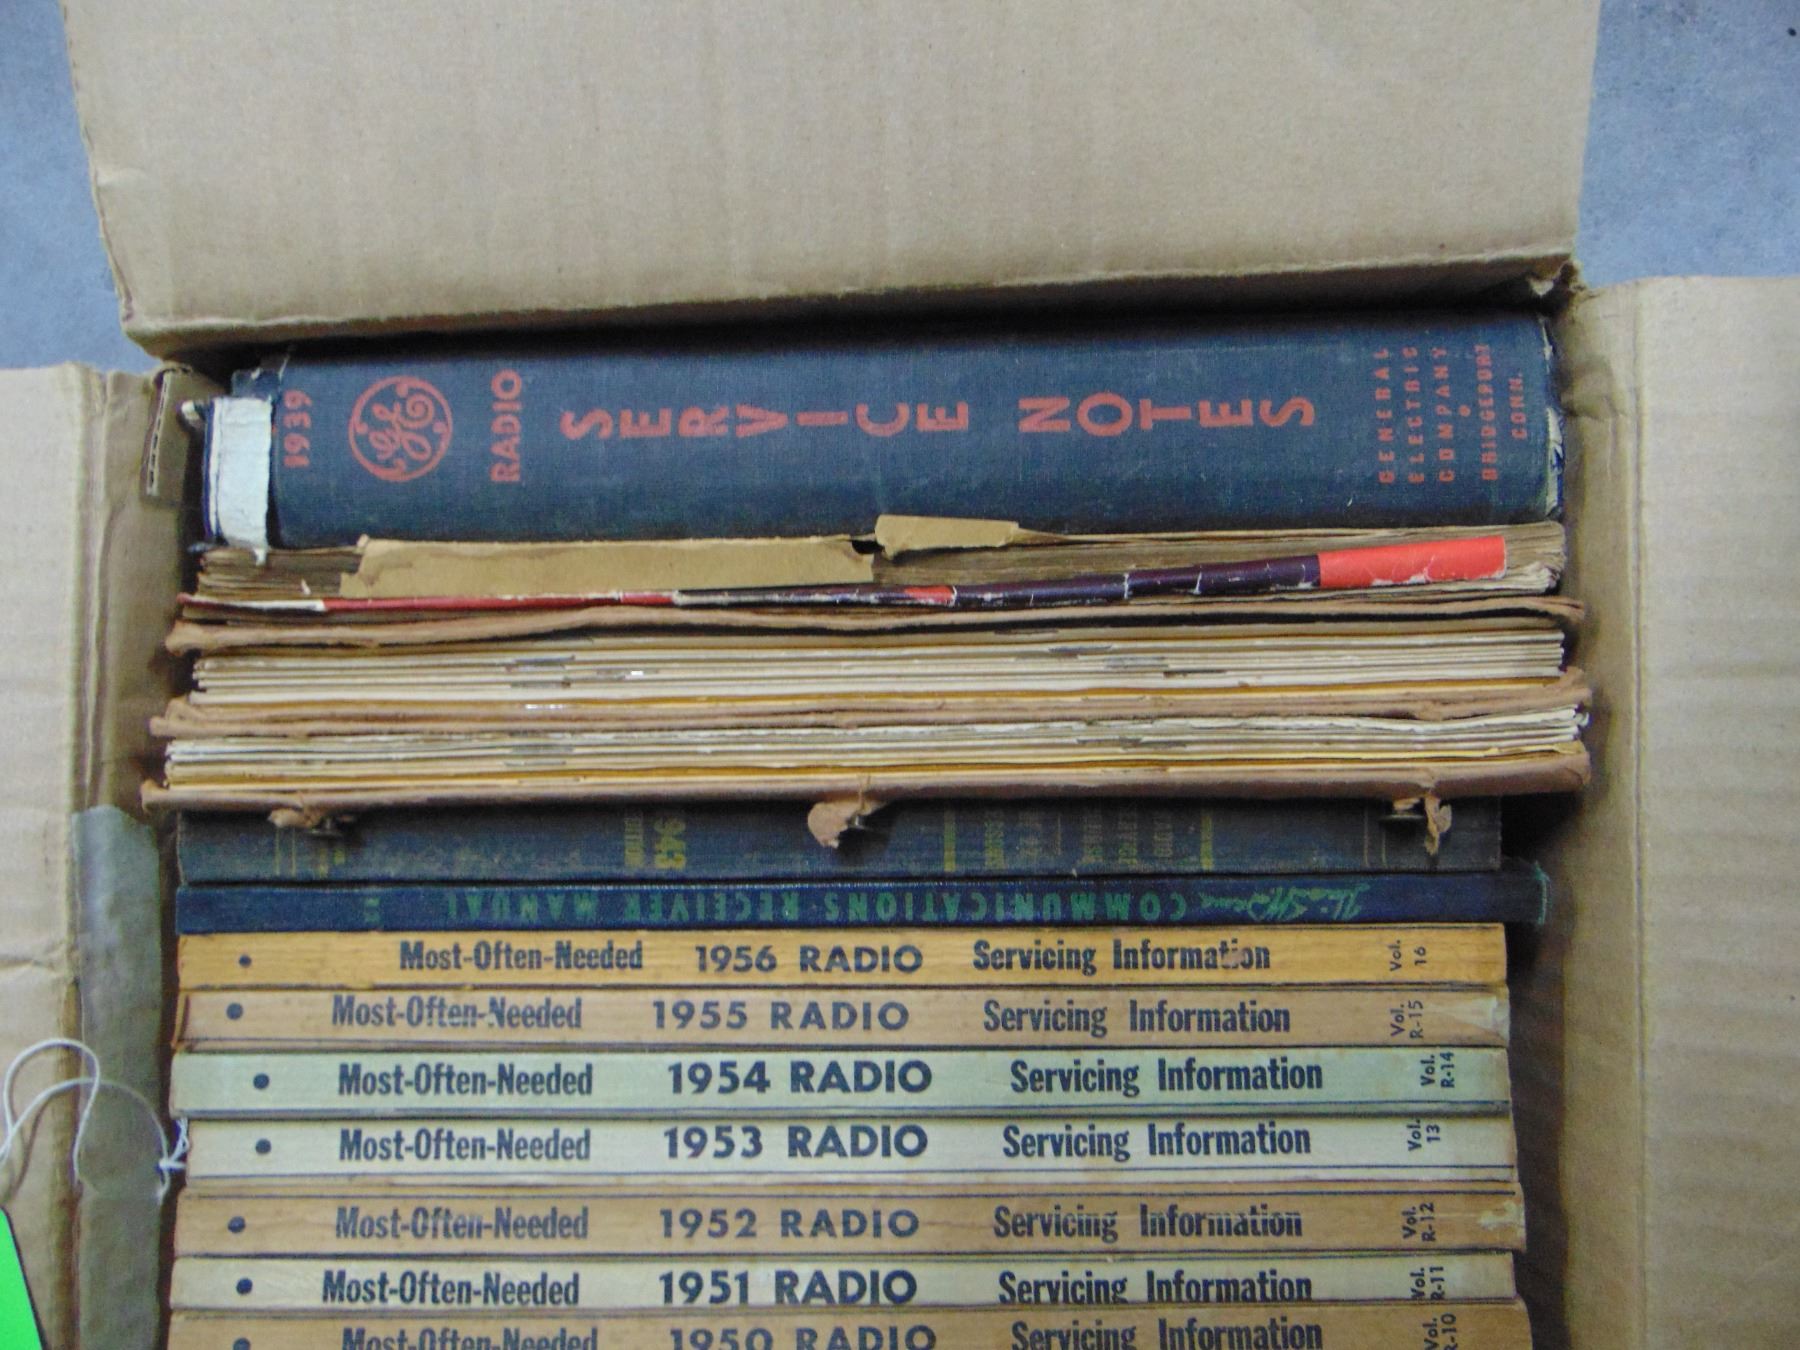 1939
GE
RADIO
SERVICE NOTES
GENERAL
ELECTRIC
COMPANY
BRIDGEPORT
CONN.
1943
COMMUNICATIONS RECEIVER MANUAL
Most-Often-Needed 1956 RADIO Servicing Information Vol. 16
Most-Often-Needed 1955 RADIO Servicing Information Vol. R-15
Most-Often-Needed 1954 RADIO Servicing Information Vol. R-14
Most-Often-Needed 1953 RADIO Servicing Information Vol. 13
Most-Often-Needed 1952 RADIO Servicing Information Vol. R-12
Most-Often-Needed 1951 RADIO Servicing Information Vol. R-11
Most-Often-Needed 1950 RADIO Servicing Information Vol. R-10